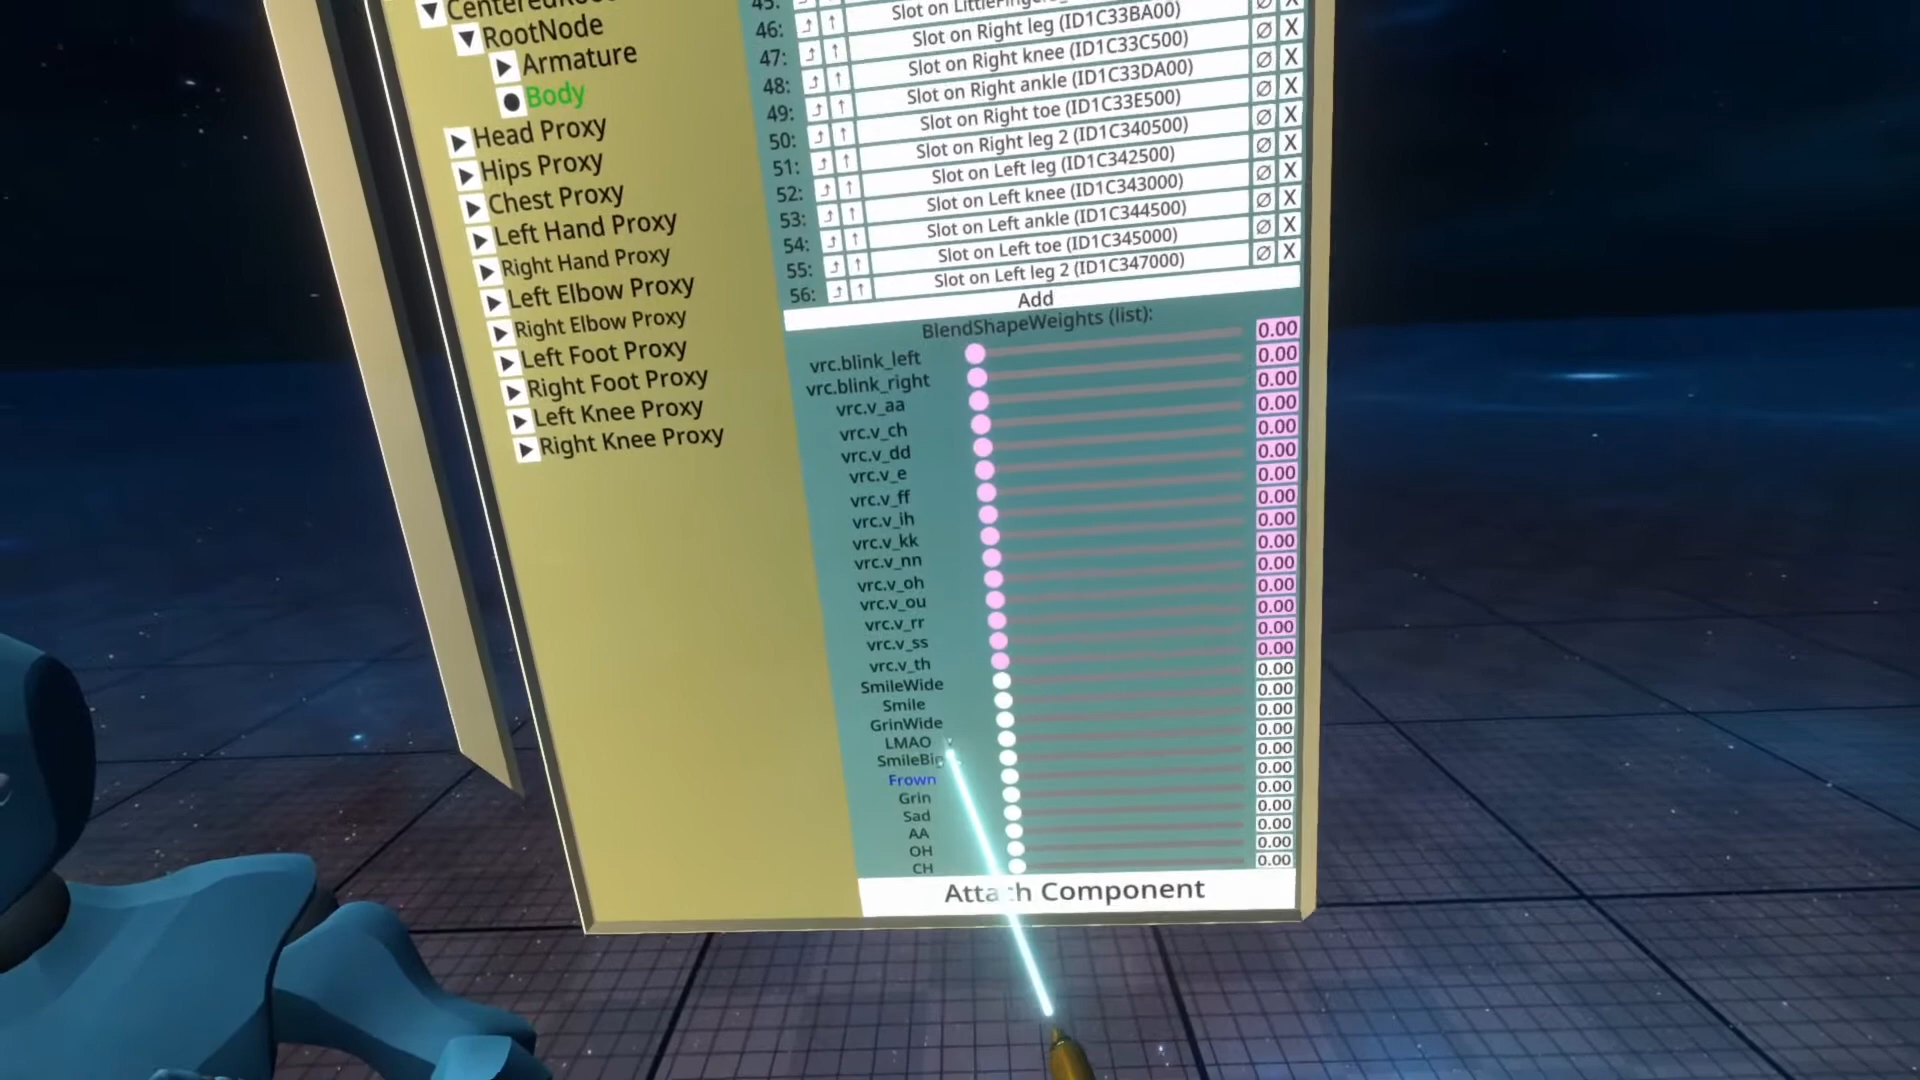 RootNode
Armature
Body
Head Proxy
Hips Proxy
Chest Proxy
Left Hand Proxy
Right Hand Proxy
Left Elbow Proxy
Right Elbow Proxy
Left Foot Proxy
Right Foot Proxy
Left Knee Proxy
Right Knee Proxy
45:
46: Slot on Right leg (ID1C33BA00) Ø X
47: Slot on Right knee (ID1C33C500) Ø X
48: Slot on Right ankle (ID1C33DA00) Ø X
49: Slot on Right toe (ID1C33E500) Ø X
50: Slot on Right leg 2 (ID1C340500) Ø X
51: Slot on Left leg (ID1C342500) Ø X
52: Slot on Left knee (ID1C343000) Ø X
53: Slot on Left ankle (ID1C344500) Ø X
54: Slot on Left toe (ID1C345000) Ø X
55: Slot on Left leg 2 (ID1C347000) Ø X
56:
Add
BlendShapeWeights (list):
vrc.blink_left 0.00
vrc.blink_right 0.00
vrc.v_aa 0.00
vrc.v_ch 0.00
vrc.v_dd 0.00
vrc.v_e 0.00
vrc.v_ff 0.00
vrc.v_ih 0.00
vrc.v_kk 0.00
vrc.v_nn 0.00
vrc.v_oh 0.00
vrc.v_ou 0.00
vrc.v_rr 0.00
vrc.v_ss 0.00
vrc.v_th 0.00
SmileWide 0.00
Smile 0.00
GrinWide 0.00
LMAO 0.00
0.00
Frown 0.00
Grin 0.00
Sad 0.00
AA 0.00
OH 0.00
CH 0.00
Attach Component